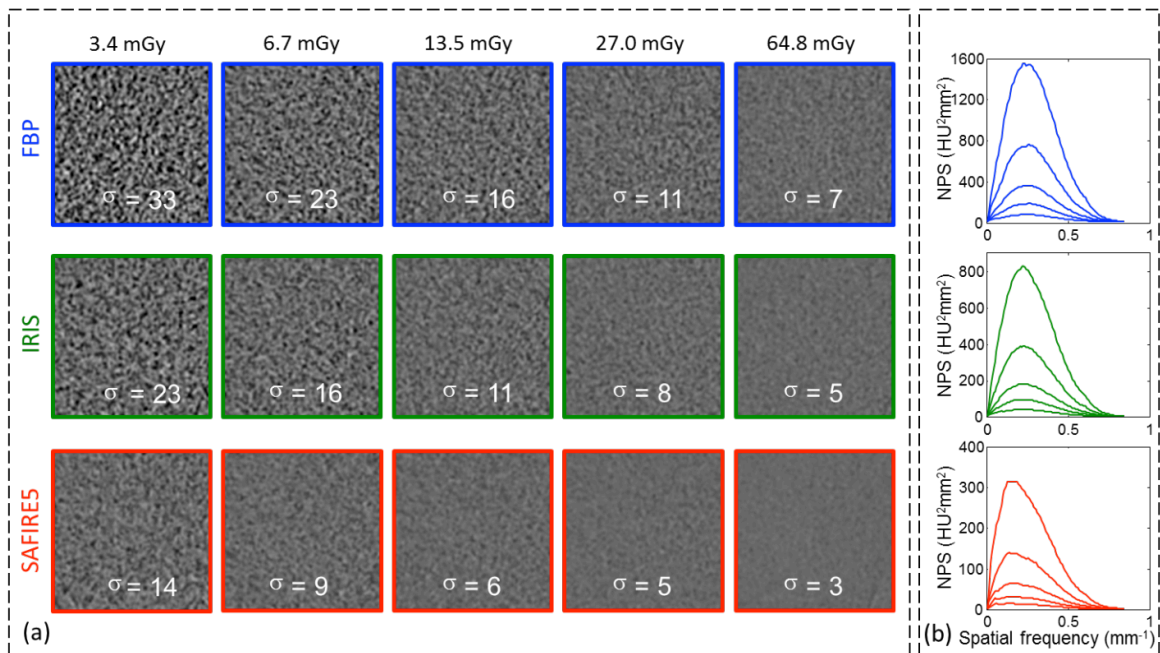 3.4 mGy 6.7 mGy 13.5 mGy 27.0 mGy 64.8 mGy
FBP
σ = 33 σ = 23 σ = 16 σ = 11 σ = 7
IRIS
σ = 23 σ = 16 σ = 11 σ = 8 σ = 5
SAFIRE5
σ = 14 σ = 9 σ = 6 σ = 5 σ = 3
(a)
NPS (HU²mm²)
1600
1200
800
400
0
0 0.5 1
NPS (HU²mm²)
800
600
400
200
0
0 0.5 1
NPS (HU²mm²)
400
300
200
100
0
0 0.5 1
(b) Spatial frequency (mm⁻¹)